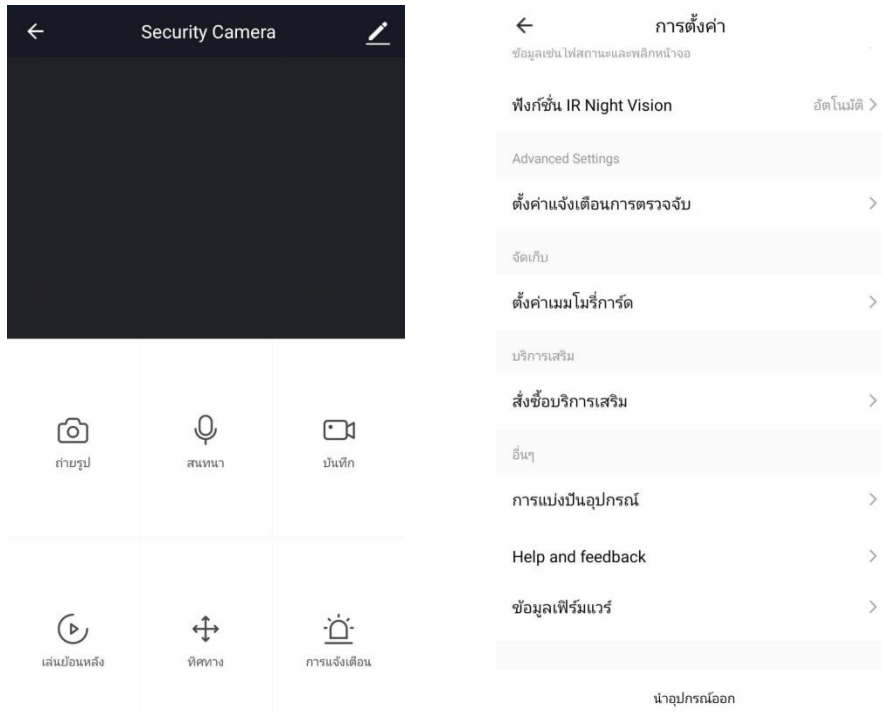 Security Camera
ถ่ายรูป
สนทนา
บันทึก
เล่นย้อนหลัง
ทิศทาง
การแจ้งเตือน
การตั้งค่า
ข้อมูลเช่นไฟสถานะและพลิกหน้าจอ
ฟังก์ชั่น IR Night Vision
อัตโนมัติ
Advanced Settings
ตั้งค่าแจ้งเตือนการตรวจจับ
จัดเก็บ
ตั้งค่าเมมโมรี่การ์ด
บริการเสริม
สั่งซื้อบริการเสริม
อื่นๆ
การแบ่งปันอุปกรณ์
Help and feedback
ข้อมูลเฟิร์มแวร์
นำอุปกรณ์ออก